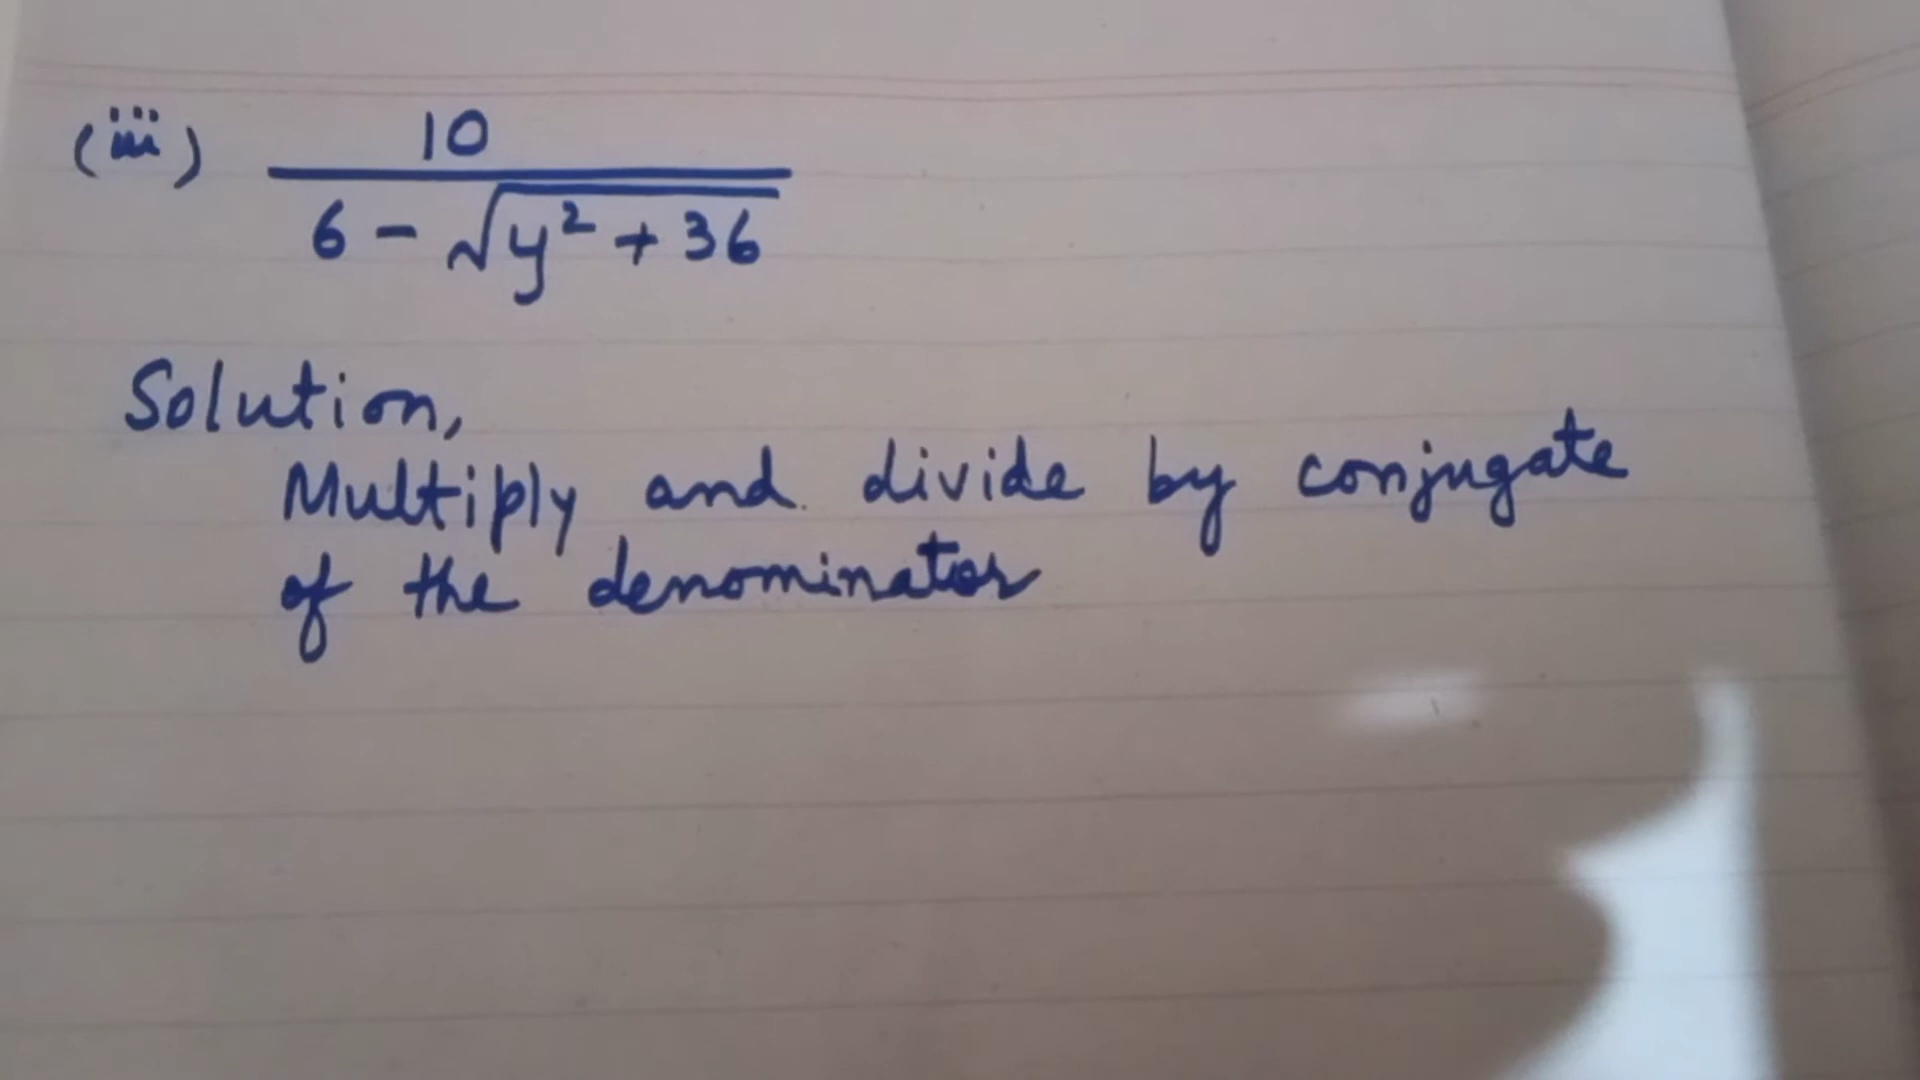 (iii) 10
6 - √y² + 36
Solution,
Multiply and divide by conjugate
of the denominator